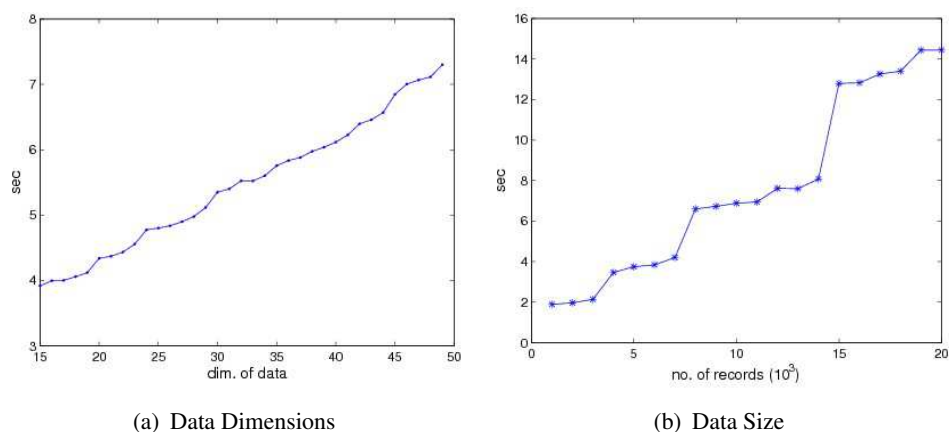 8
7
6
5
4
3
sec
15 20 25 30 35 40 45 50
dim. of data
(a) Data Dimensions
16
14
12
10
8
6
4
2
0
sec
0 5 10 15 20
no. of records (10³)
(b) Data Size